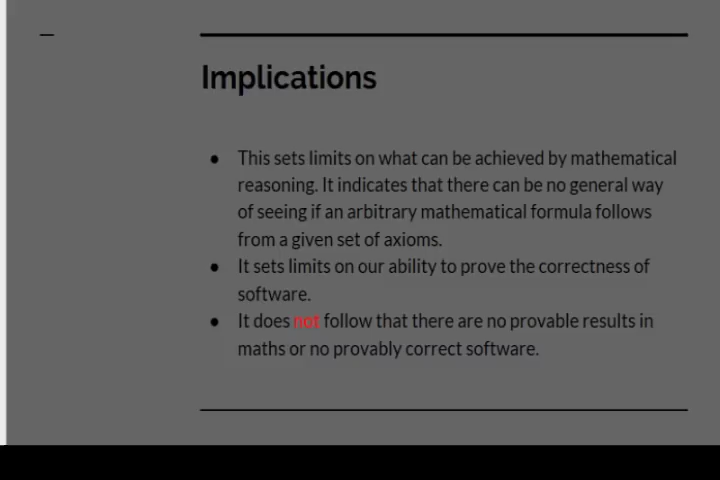 Implications
● This sets limits on what can be achieved by mathematical
reasoning. It indicates that there can be no general way
of seeing if an arbitrary mathematical formula follows
from a given set of axioms.
● It sets limits on our ability to prove the correctness of
software.
● It does not follow that there are no provable results in
maths or no provably correct software.